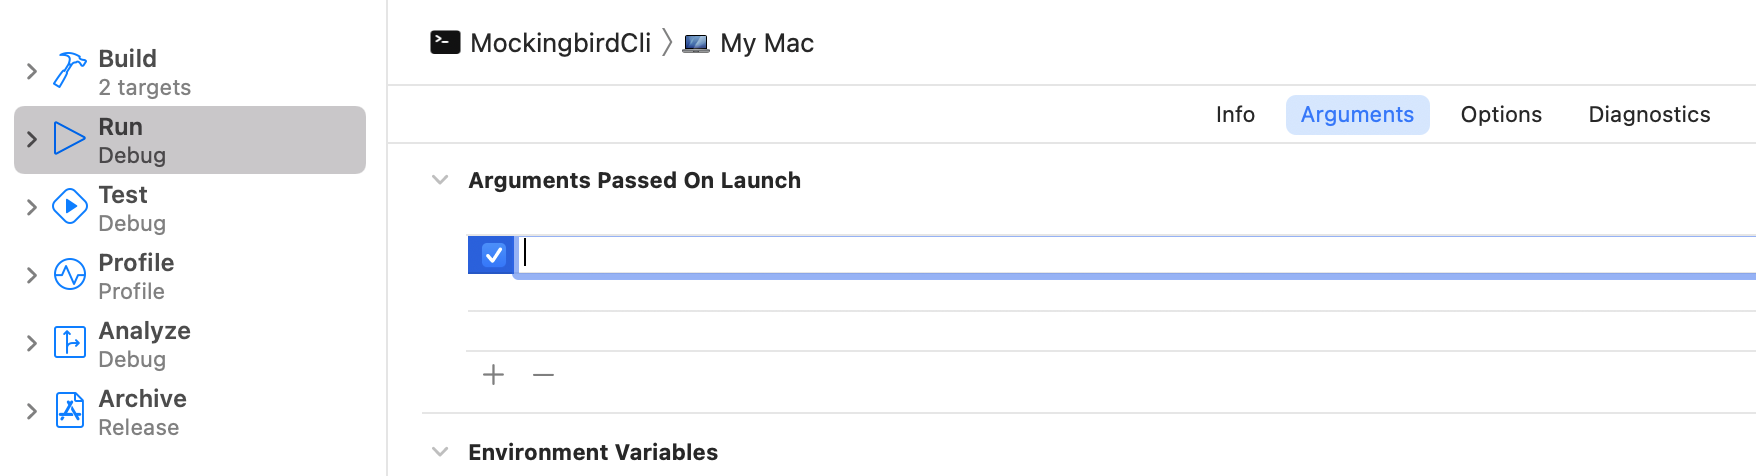 Build
2 targets
Run
Debug
Test
Debug
Profile
Profile
Analyze
Debug
Archive
Release
MockingbirdCli My Mac
Info Arguments Options Diagnostics
Arguments Passed On Launch
Environment Variables